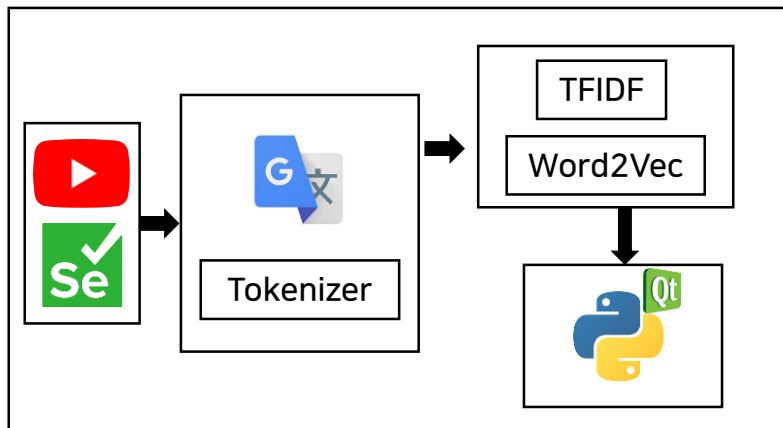 Se
G 文
Tokenizer
TFIDF
Word2Vec
Qt